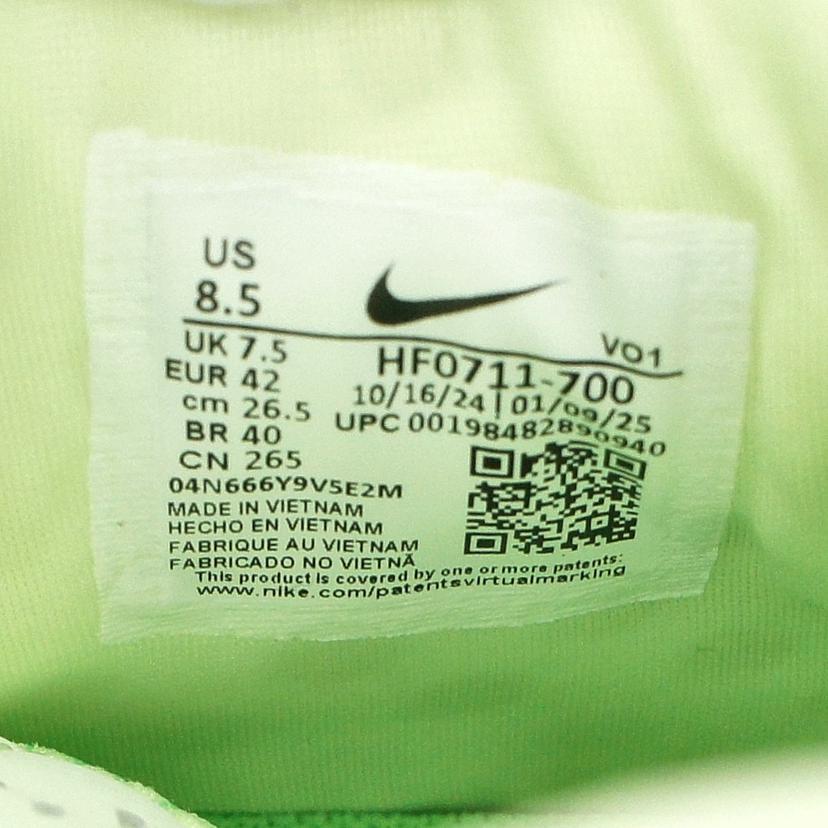 US
8.5
VO1
UK 7.5
EUR 42
cm 26.5
BR 40
CN 265
HF0711-700
10/16/24 | 01/09/25
UPC 00198482890940
04N666Y9V5E2M
MADE IN VIETNAM
HECHO EN VIETNAM
FABRIQUE AU VIETNAM
FABRICADO NO VIETNÃ
This product is covered by one or more patents:
www.nike.com/patentsvirtualmarking